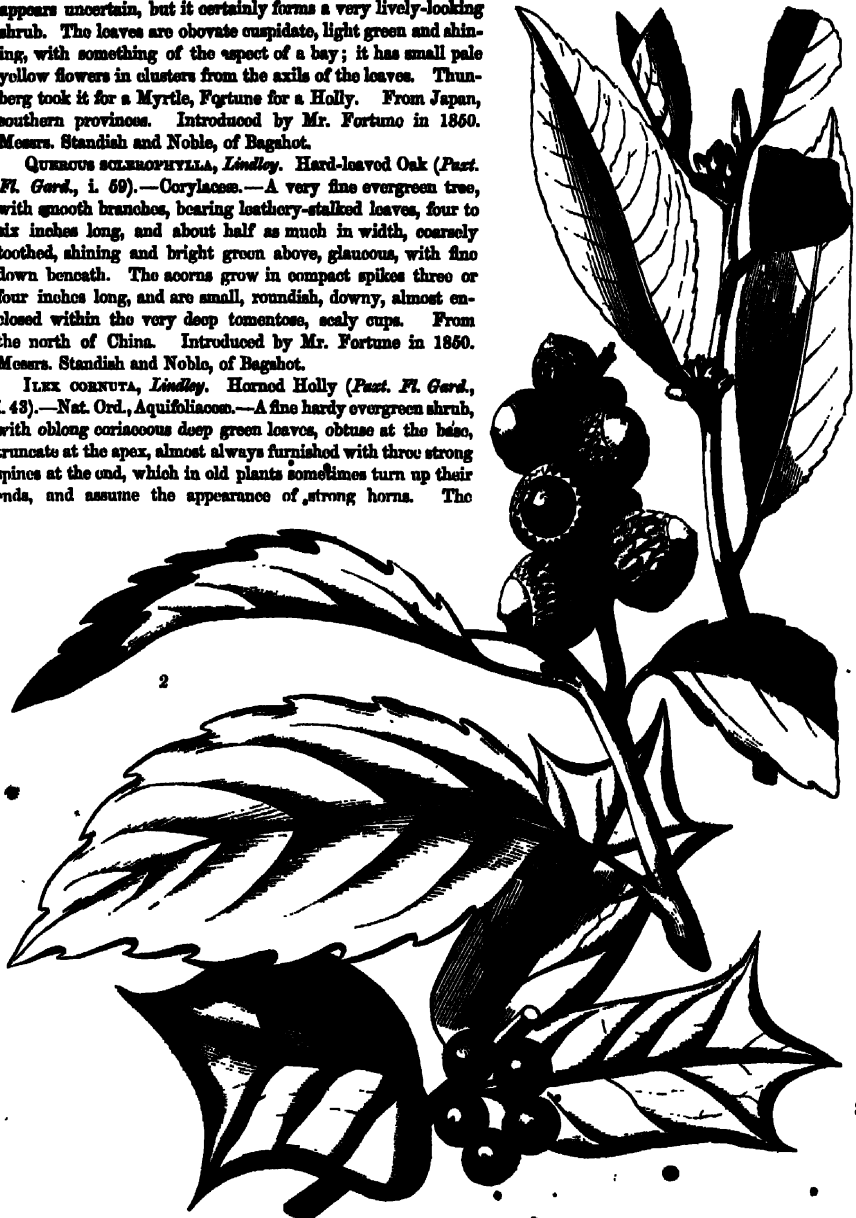 appears uncertain, but it certainly forms a very lively-looking
shrub. The leaves are obovate cuspidate, light green and shin-
ing, with something of the aspect of a bay; it has small pale
yellow flowers in clusters from the axils of the leaves. Thun-
berg took it for a Myrtle, Fortune for a Holly. From Japan,
southern provinces. Introduced by Mr. Fortune in 1850.
Messrs. Standish and Noble, of Bagshot.
QUERCUS SCLEROPHYLLA, Lindley. Hard-leaved Oak (Paxt.
Fl. Gard., i. 59).—Corylaceæ.—A very fine evergreen tree,
with smooth branches, bearing leathery-stalked leaves, four to
six inches long, and about half as much in width, coarsely
toothed, shining and bright green above, glaucous, with fine
down beneath. The acorns grow in compact spikes three or
four inches long, and are small, roundish, downy, almost en-
closed within the very deep tomentose, scaly cups. From
the north of China. Introduced by Mr. Fortune in 1850.
Messrs. Standish and Noble, of Bagshot.
ILEX CORNUTA, Lindley. Horned Holly (Paxt. Fl. Gard.,
i. 43).—Nat. Ord., Aquifoliaceæ.—A fine hardy evergreen shrub,
with oblong coriaceous deep green leaves, obtuse at the base,
truncate at the apex, almost always furnished with three strong
spines at the end, which in old plants sometimes turn up their
ends, and assume the appearance of strong horns. The
2